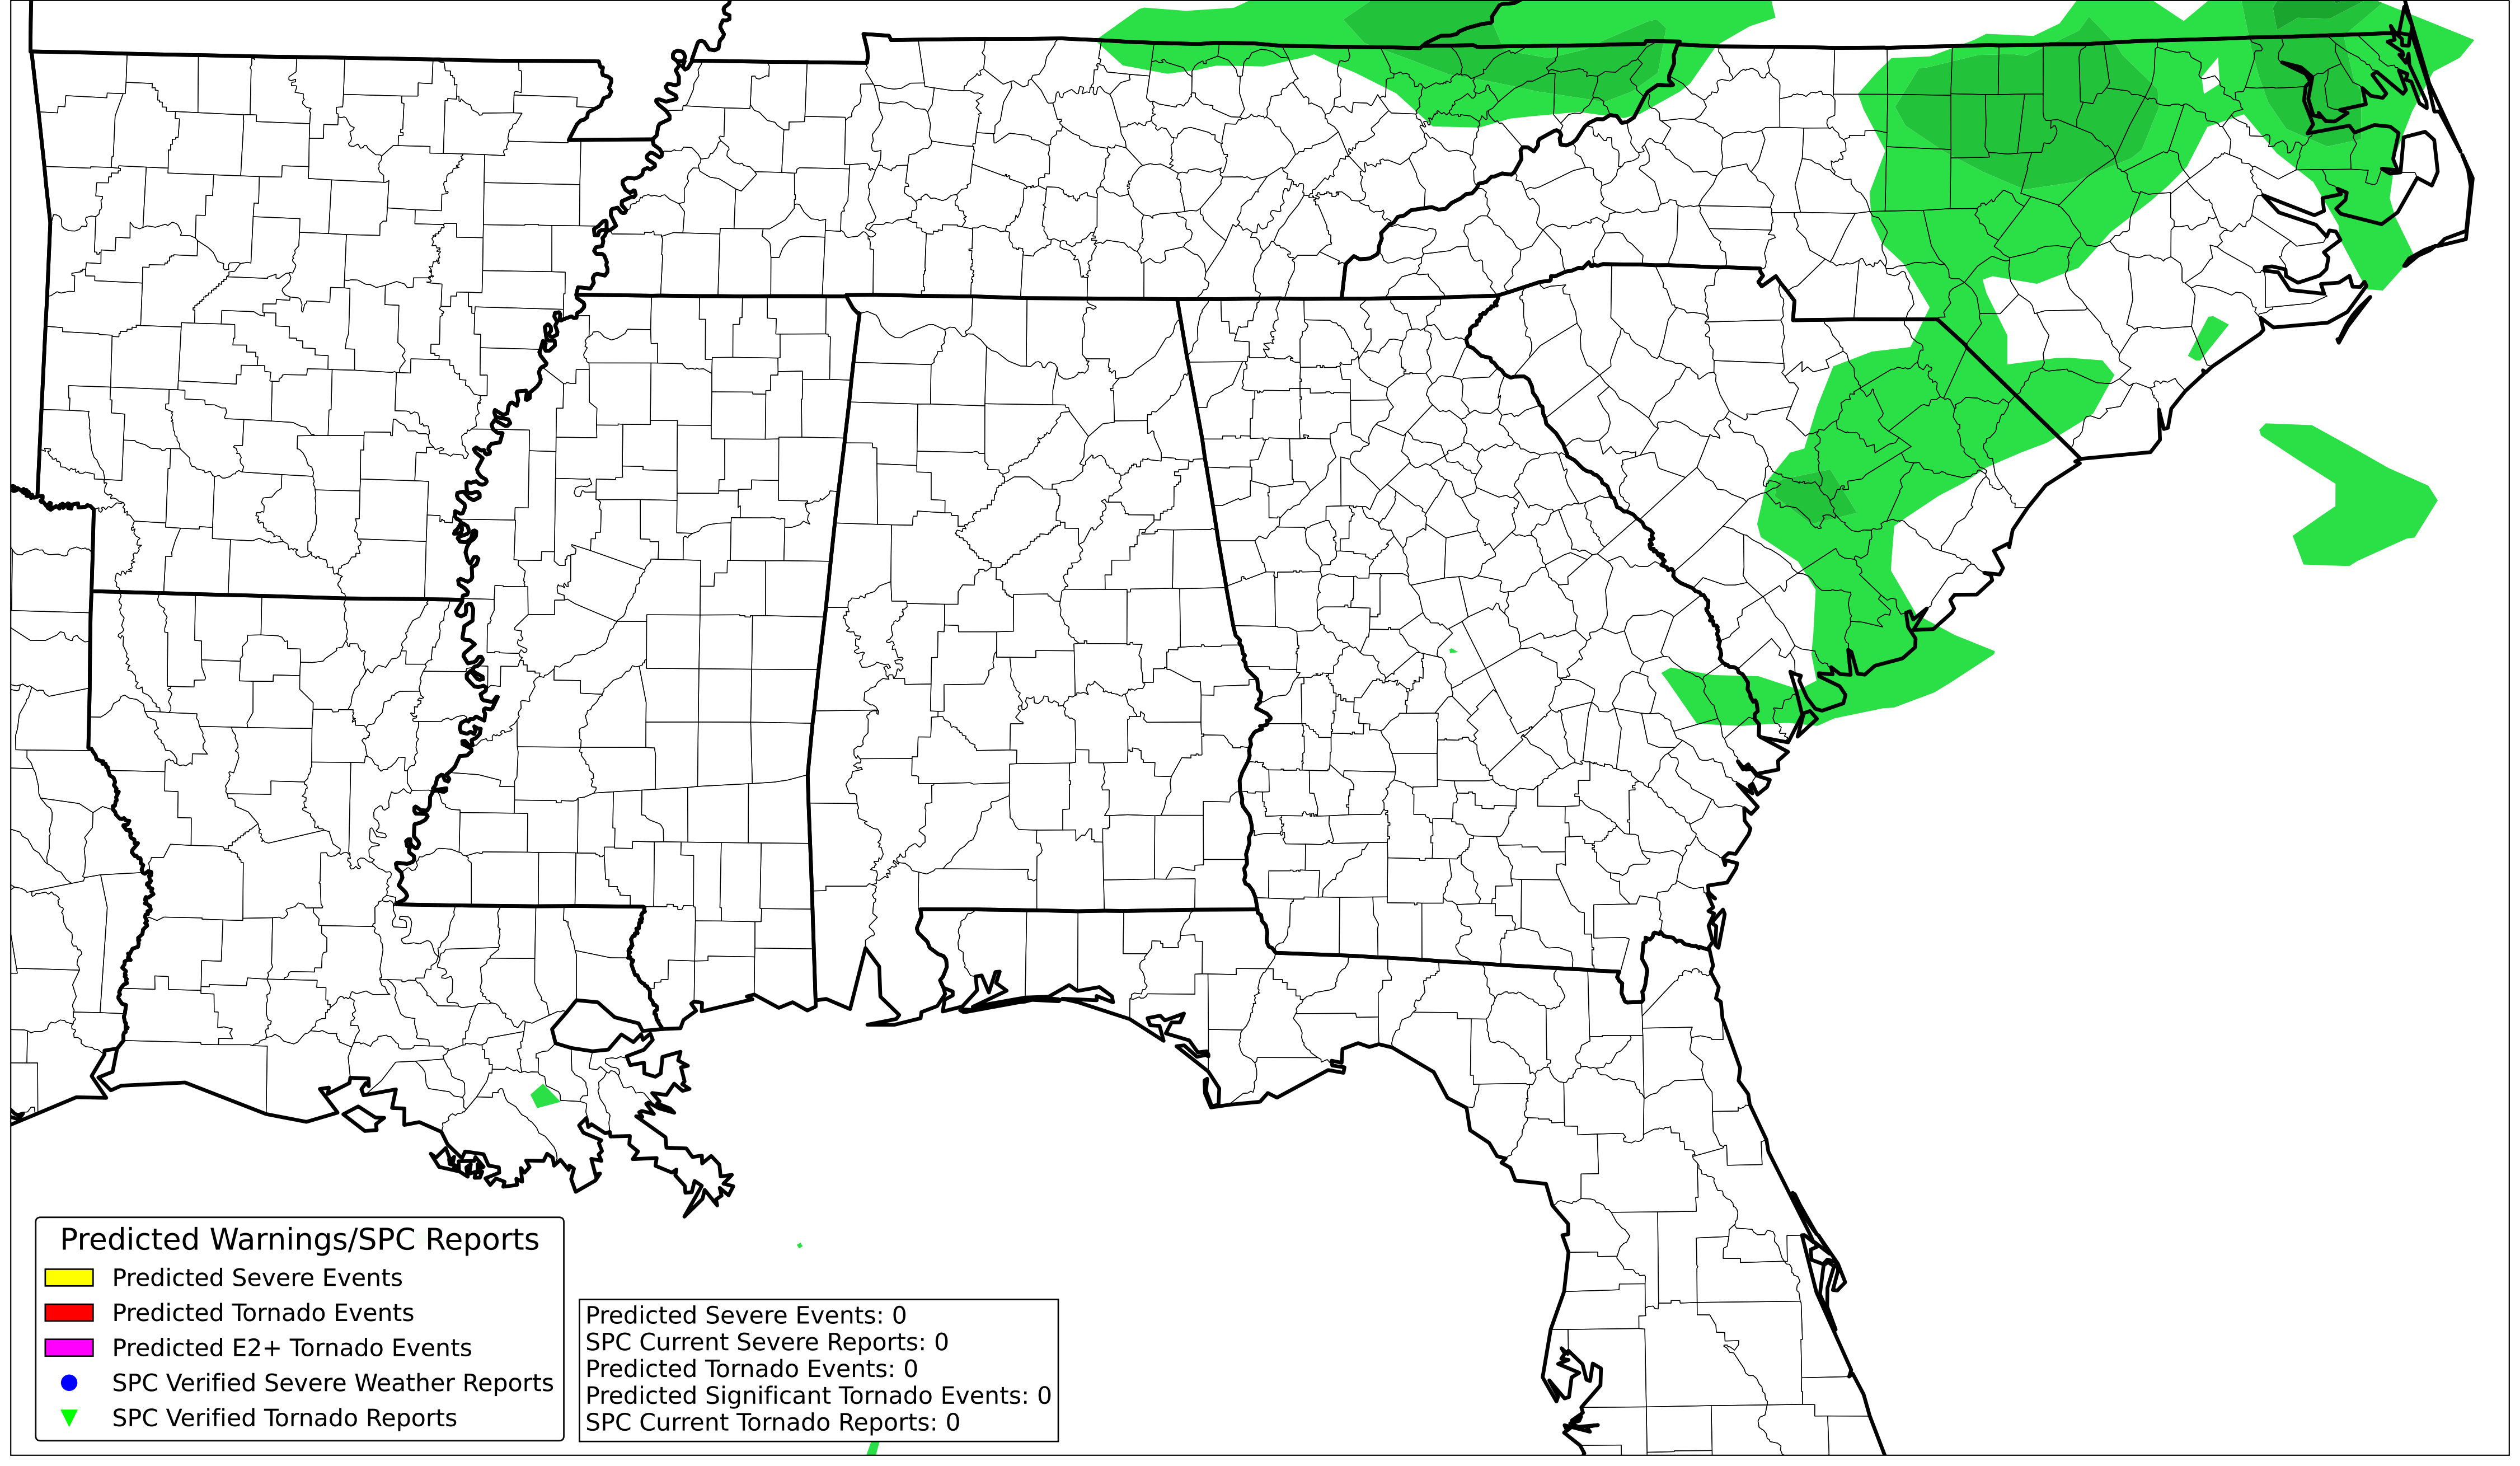 Predicted Warnings/SPC Reports
Predicted Severe Events
Predicted Tornado Events
Predicted E2+ Tornado Events
SPC Verified Severe Weather Reports
SPC Verified Tornado Reports
Predicted Severe Events: 0
SPC Current Severe Reports: 0
Predicted Tornado Events: 0
Predicted Significant Tornado Events: 0
SPC Current Tornado Reports: 0